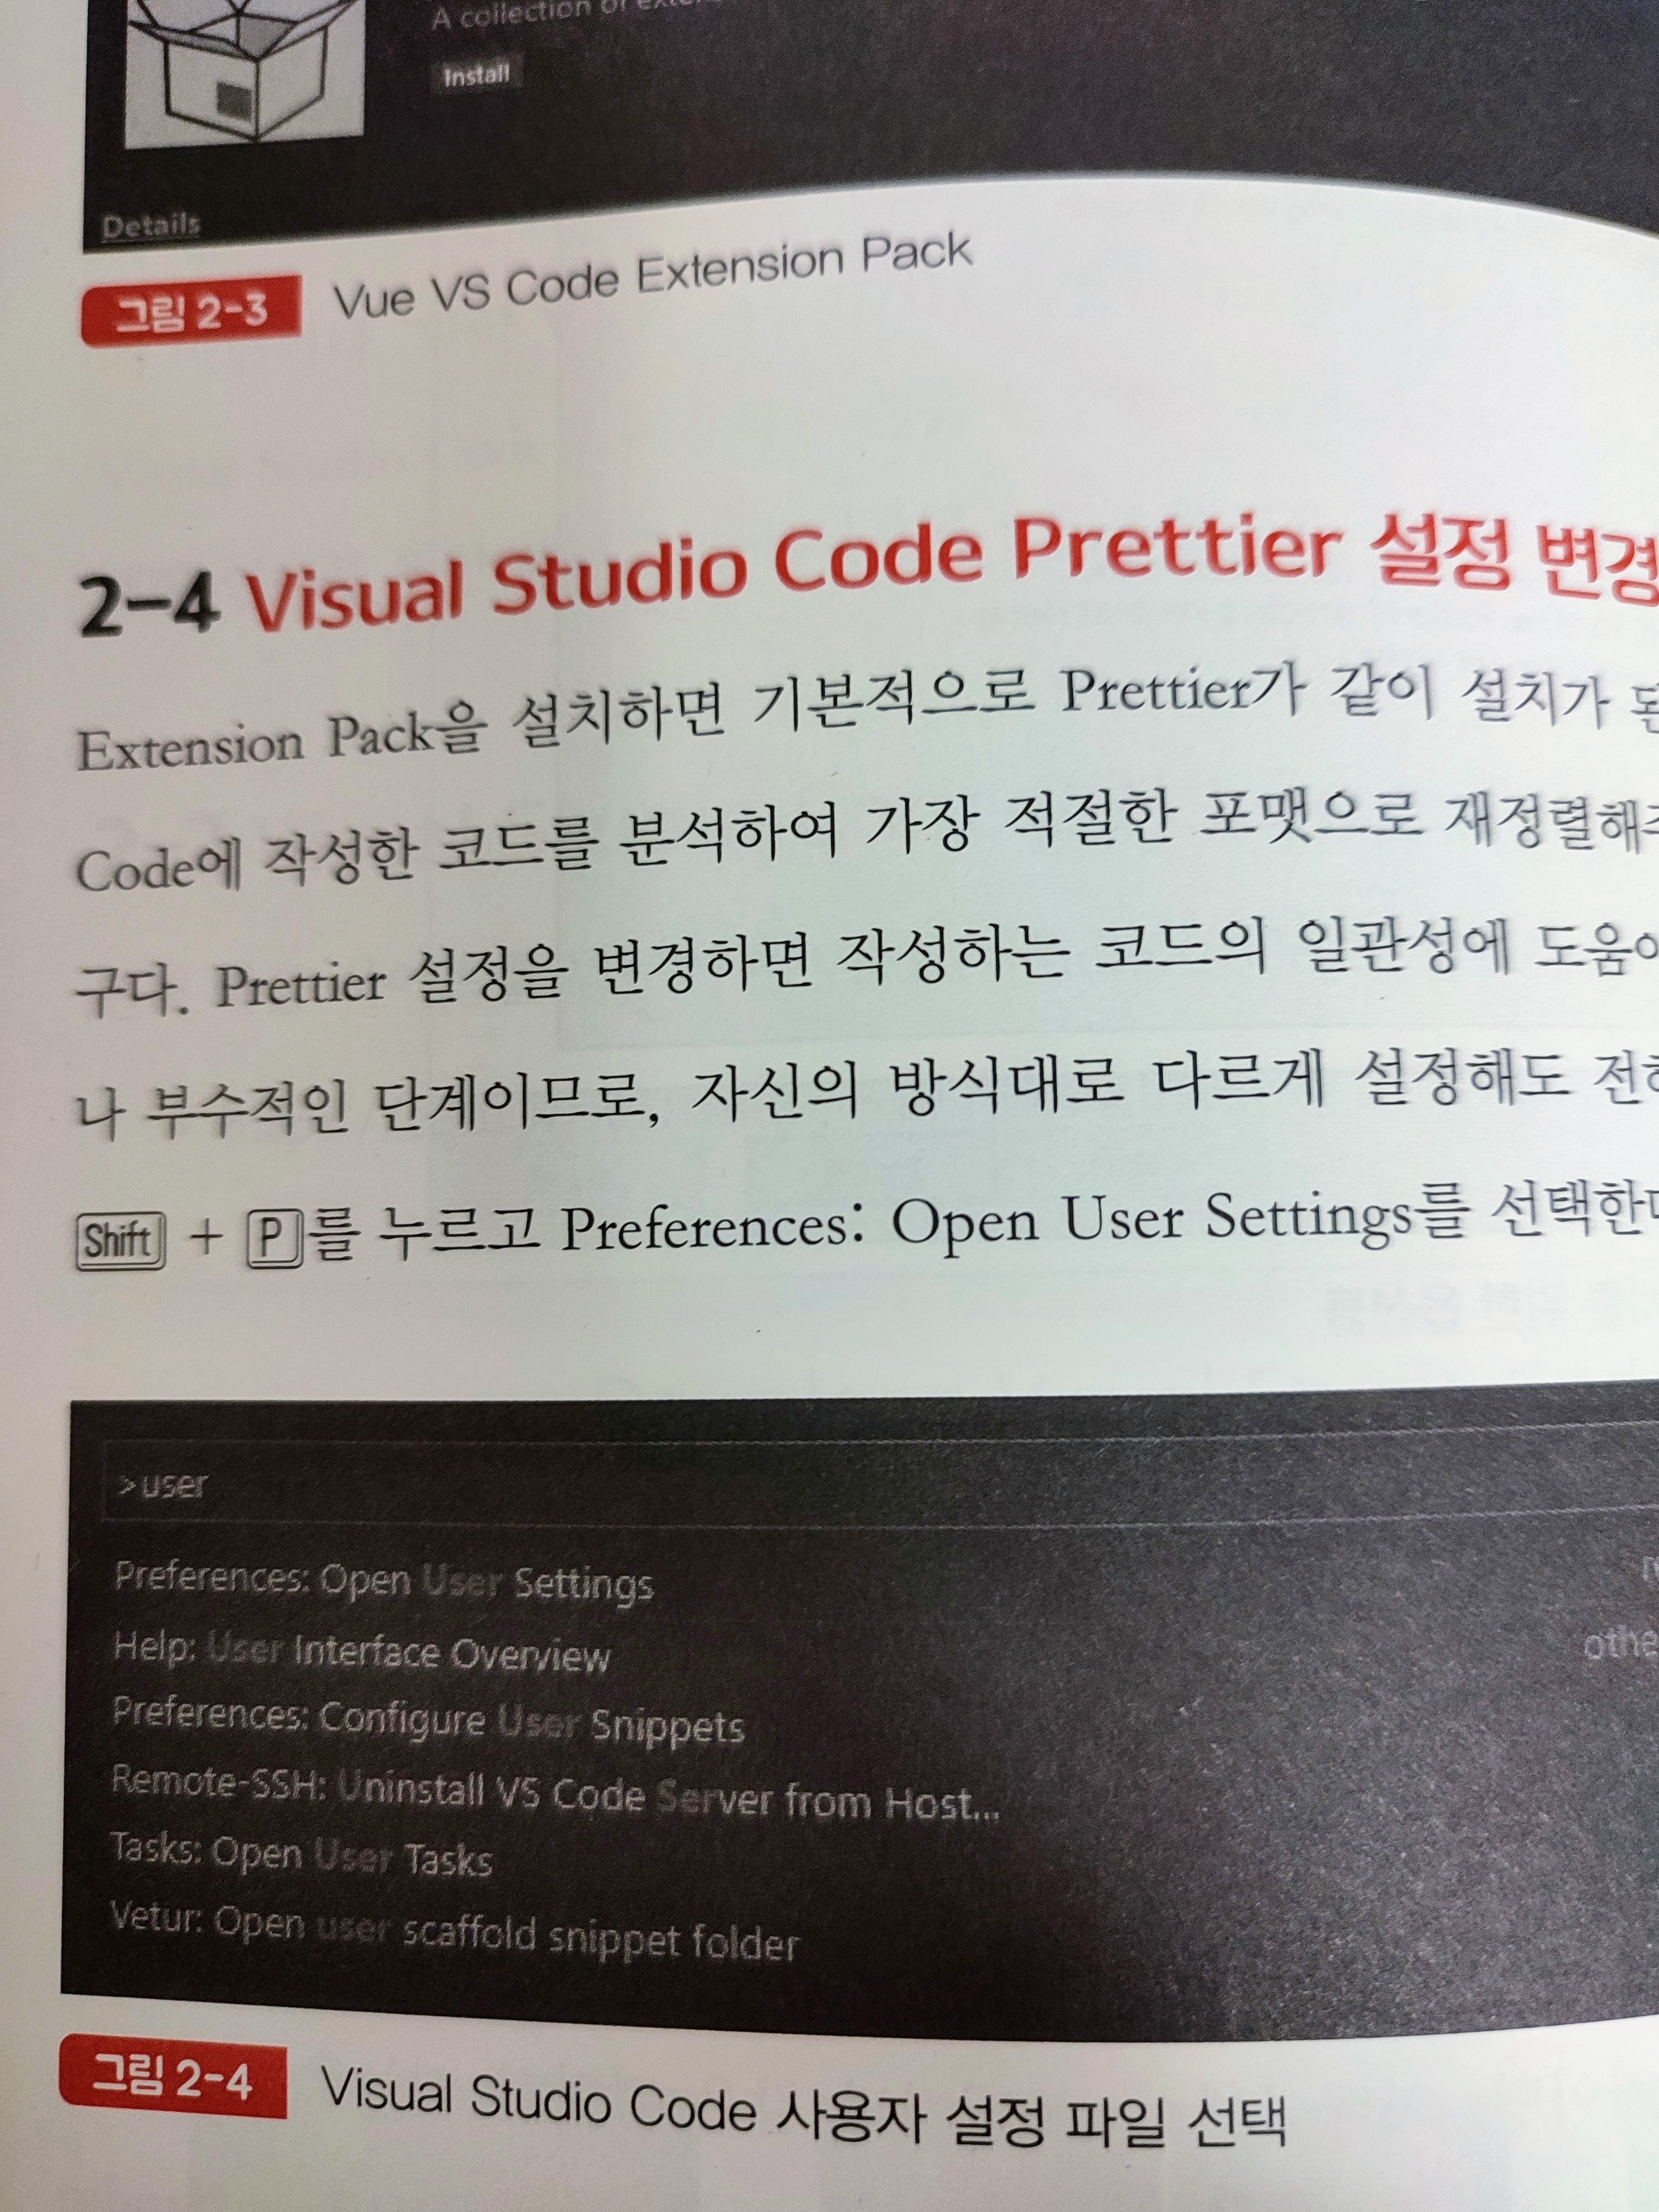 A collection of
Install
Details
그림 2-3 Vue VS Code Extension Pack
2-4 Visual Studio Code Prettier 설정 변경
Extension Pack을 설치하면 기본적으로 Prettier가 같이 설치가
Code에 작성한 코드를 분석하여 가장 적절한 포맷으로 재정렬해
구다. Prettier 설정을 변경하면 작성하는 코드의 일관성에 도움
나 부수적인 단계이므로, 자신의 방식대로 다르게 설정해도 전
Shift + P를 누르고 Preferences: Open User Settings를 선택한
>user
Preferences: Open User Settings
Help: User Interface Overview
othe
Preferences: Configure User Snippets
Remote-SSH: Uninstall VS Code Server from Host...
Tasks: Open User Tasks
Vetur: Open user scaffold snippet folder
그림 2-4 Visual Studio Code 사용자 설정 파일 선택